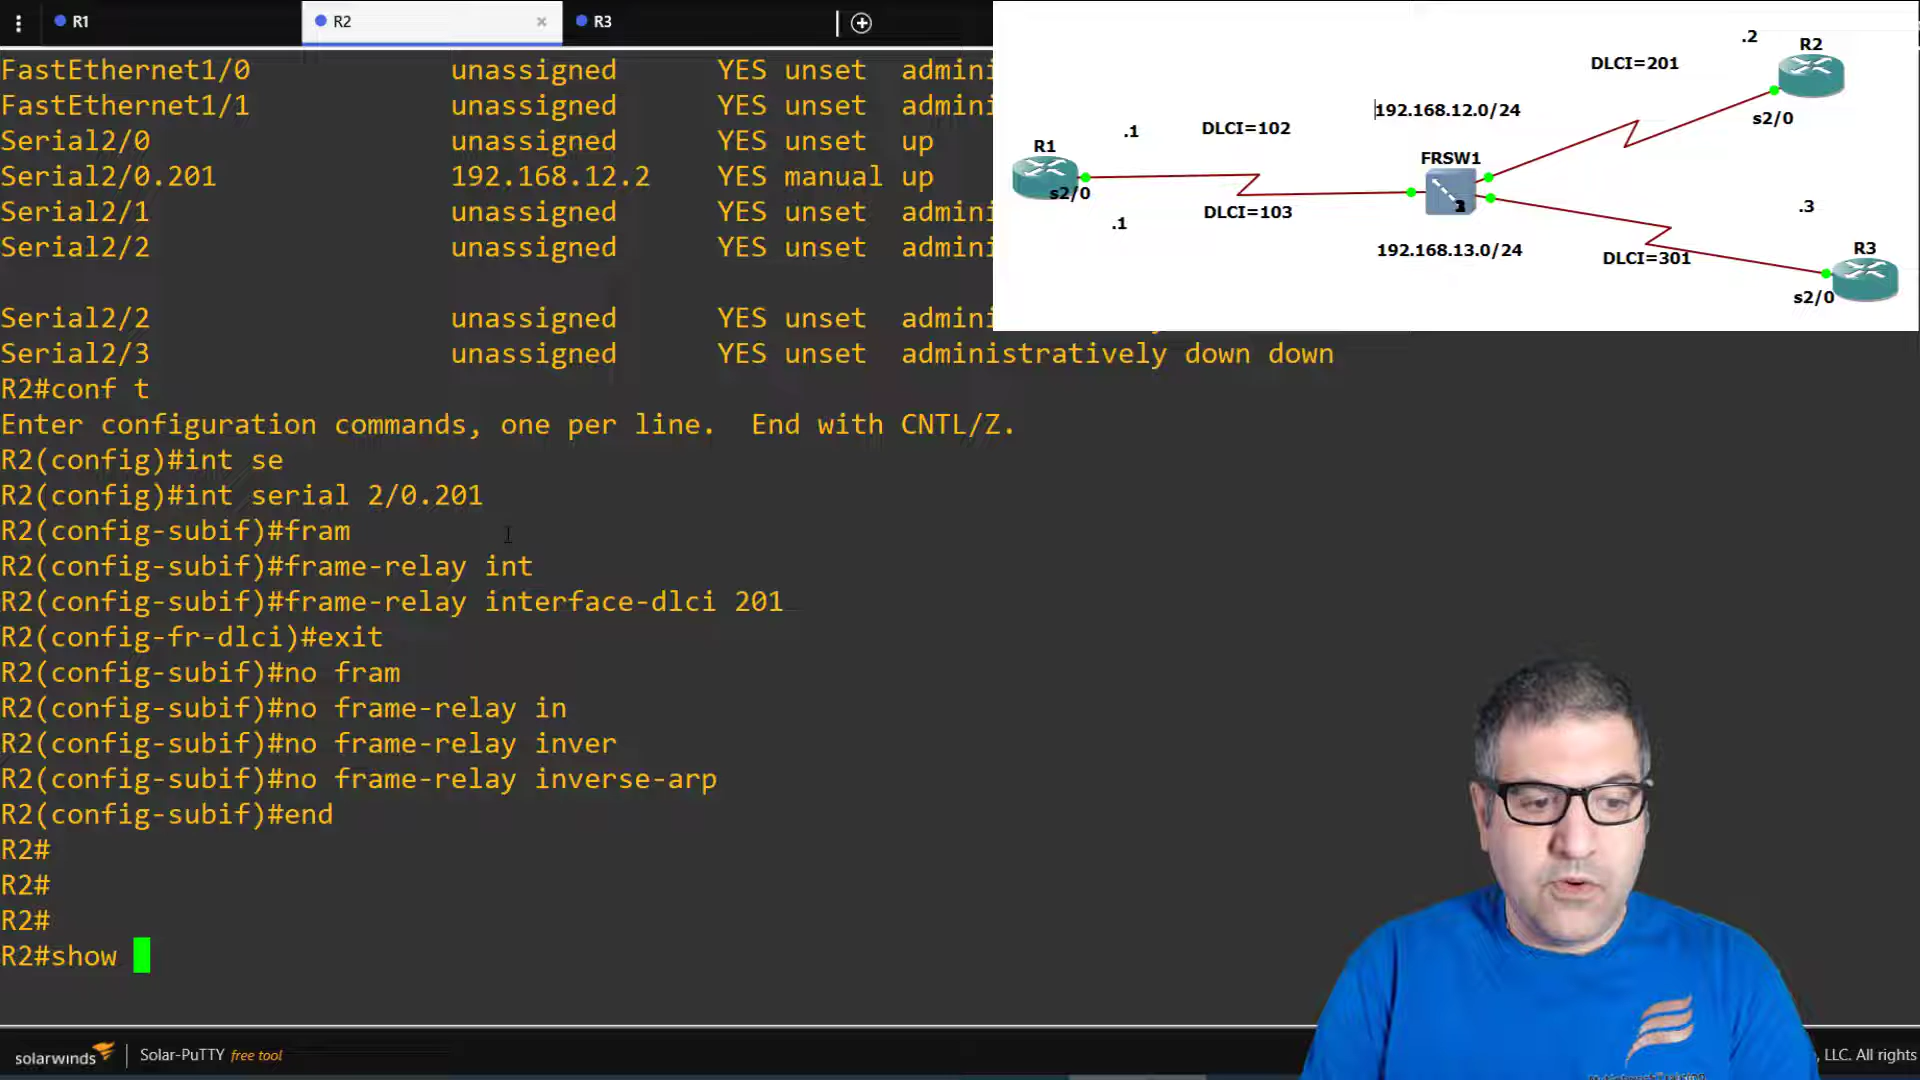 R1
R2
R3
FastEthernet1/0 unassigned YES unset admini
FastEthernet1/1 unassigned YES unset admini
Serial2/0 unassigned YES unset up
Serial2/0.201 192.168.12.2 YES manual up
Serial2/1 unassigned YES unset admini
Serial2/2 unassigned YES unset admini
Serial2/2 unassigned YES unset admini
Serial2/3 unassigned YES unset administratively down down
R2#conf t
Enter configuration commands, one per line. End with CNTL/Z.
R2(config)#int se
R2(config)#int serial 2/0.201
R2(config-subif)#fram
R2(config-subif)#frame-relay int
R2(config-subif)#frame-relay interface-dlci 201
R2(config-fr-dlci)#exit
R2(config-subif)#no fram
R2(config-subif)#no frame-relay in
R2(config-subif)#no frame-relay inver
R2(config-subif)#no frame-relay inverse-arp
R2(config-subif)#end
R2#
R2#
R2#
R2#show
.2
R2
DLCI=201
192.168.12.0/24
s2/0
.1
DLCI=102
R1
FRSW1
s2/0
DLCI=103
.1
192.168.13.0/24
.3
R3
DLCI=301
s2/0
solarwinds
Solar-PuTTY free tool
, LLC. All rights